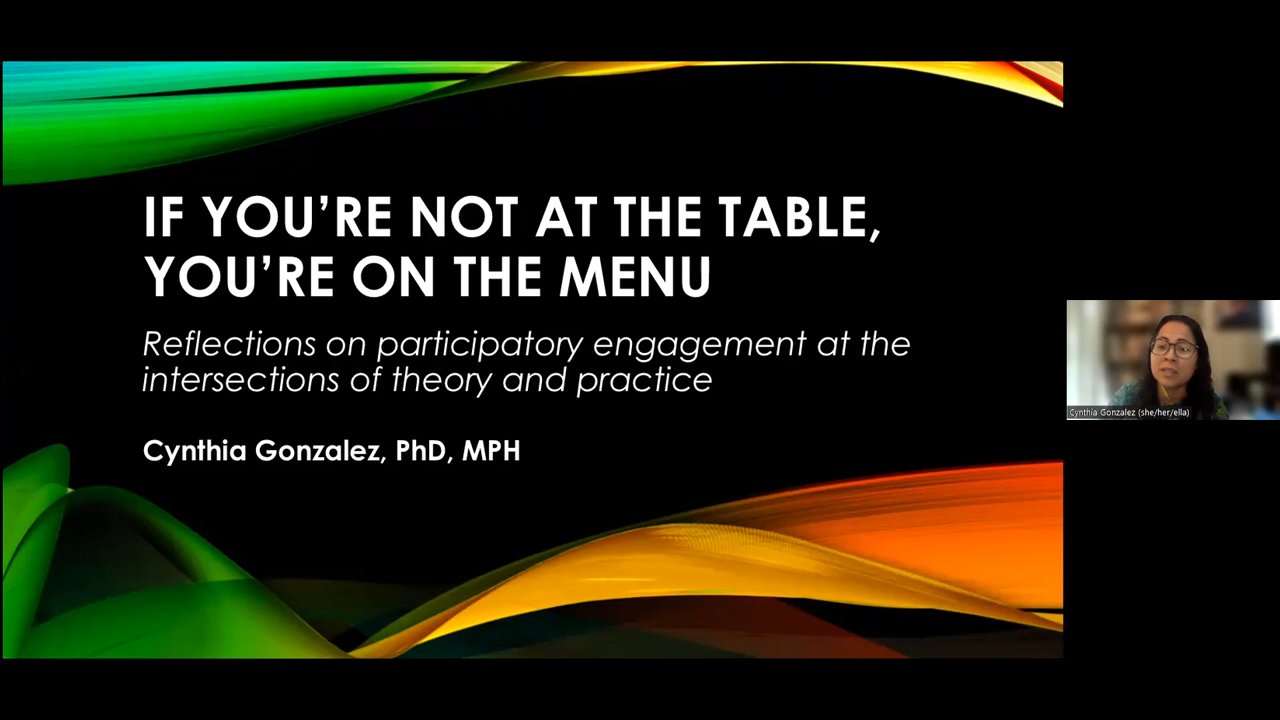 IF YOU’RE NOT AT THE TABLE,
YOU’RE ON THE MENU
Reflections on participatory engagement at the
intersections of theory and practice
Cynthia Gonzalez, PhD, MPH
Cynthia Gonzalez (she/her/ella)